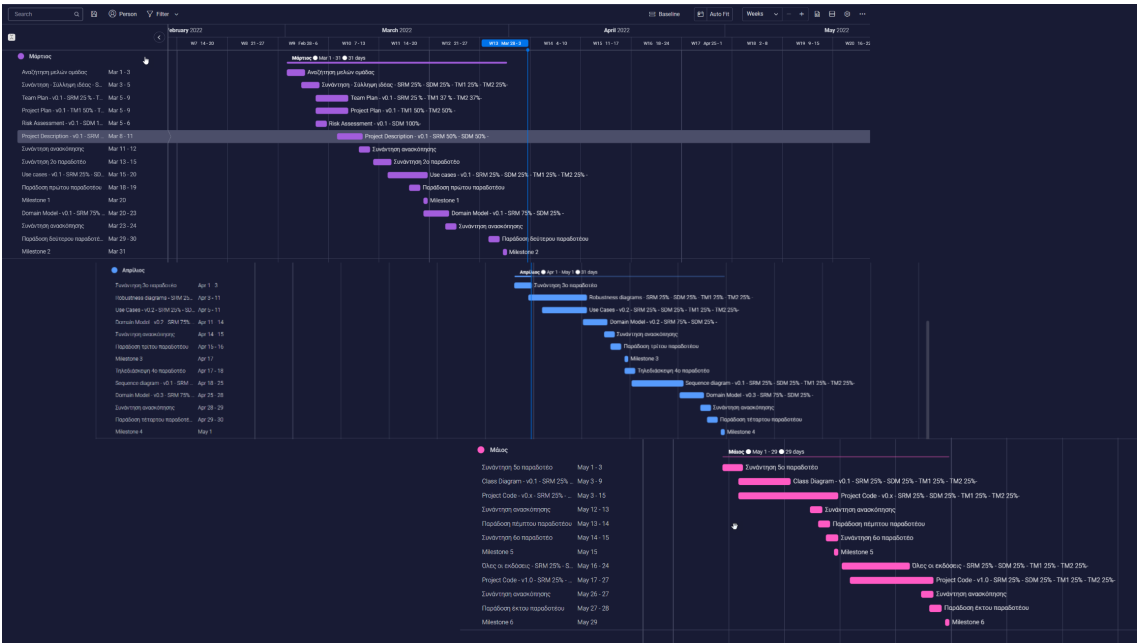 Search Person Filter Baseline Auto Fit Weeks - +
ebruary 2022 March 2022 April 2022 May 2022
W7 14-20 W8 21-27 W9 Feb 28-6 W10 7-13 W11 14-20 W12 21-27 W13 Mar 28-3 W14 4-10 W15 11-17 W16 18-24 W17 Apr 25-1 W18 2-8 W19 9-15 W20 16-22
Μάρτιος Μάρτιος Mar 1 - 31 31 days
Αναζήτηση μελών ομάδας Mar 1 - 3 Αναζήτηση μελών ομάδας
Συνάντηση - Σύλληψη ιδέας - S... Mar 3 - 5 Συνάντηση - Σύλληψη ιδέας - SRM 25% - SDM 25% - TM1 25% - TM2 25%-
Team Plan - v0.1 - SRM 25 % - T... Mar 5 - 9 Team Plan - v0.1 - SRM 25 % - TM1 37 % - TM2 37%-
Project Plan - v0.1 - TM1 50% - T... Mar 5 - 9 Project Plan - v0.1 - TM1 50% - TM2 50%-
Risk Assessment - v0.1 - SDM 1... Mar 5 - 6 Risk Assessment - v0.1 - SDM 100%-
Project Description - v0.1 - SRM ... Mar 8 - 11 Project Description - v0.1 - SRM 50% - SDM 50% -
Συνάντηση ανασκόπησης Mar 11 - 12 Συνάντηση ανασκόπησης
Συνάντηση 2ο παραδοτέο Mar 13 - 15 Συνάντηση 2ο παραδοτέο
Use cases - v0.1 - SRM 25% - SD... Mar 15 - 20 Use cases - v0.1 - SRM 25% - SDM 25% - TM1 25% - TM2 25% -
Παράδοση πρώτου παραδοτέου Mar 18 - 19 Παράδοση πρώτου παραδοτέου
Milestone 1 Mar 20 Milestone 1
Domain Model - v0.1 - SRM 75% ... Mar 20 - 23 Domain Model - v0.1 - SRM 75% - SDM 25% -
Συνάντηση ανασκόπησης Mar 23 - 24 Συνάντηση ανασκόπησης
Παράδοση δεύτερου παραδοτέ... Mar 29 - 30 Παράδοση δεύτερου παραδοτέου
Milestone 2 Mar 31 Milestone 2
Απρίλιος Απρίλιος Apr 1 - May 1 31 days
Συνάντηση 3ο παραδοτέο Apr 1 - 3 Συνάντηση 3ο παραδοτέο
Robustness diagrams - SRM 25... Apr 3 - 11 Robustness diagrams - SRM 25% - SDM 25% - TM1 25% - TM2 25%-
Use Cases - v0.2 - SRM 25% - SD... Apr 5 - 11 Use Cases - v0.2 - SRM 25% - SDM 25% - TM1 25% - TM2 25%-
Domain Model - v0.2 - SRM 75%... Apr 11 - 14 Domain Model - v0.2 - SRM 75% - SDM 25% -
Συνάντηση ανασκόπησης Apr 14 - 15 Συνάντηση ανασκόπησης
Παράδοση τρίτου παραδοτέου Apr 15 - 16 Παράδοση τρίτου παραδοτέου
Milestone 3 Apr 17 Milestone 3
Τηλεδιάσκεψη 4ο παραδοτέο Apr 17 - 18 Τηλεδιάσκεψη 4ο παραδοτέο
Sequence diagram - v0.1 - SRM ... Apr 18 - 25 Sequence diagram - v0.1 - SRM 25% - SDM 25% - TM1 25% - TM2 25%-
Domain Model - v0.3 - SRM 75%... Apr 25 - 28 Domain Model - v0.3 - SRM 75% - SDM 25% -
Συνάντηση ανασκόπησης Apr 28 - 29 Συνάντηση ανασκόπησης
Παράδοση τέταρτου παραδοτέ... Apr 29 - 30 Παράδοση τέταρτου παραδοτέου
Milestone 4 May 1 Milestone 4
Μάιος Μάιος May 1 - 29 29 days
Συνάντηση 5ο παραδοτέο May 1 - 3 Συνάντηση 5ο παραδοτέο
Class Diagram - v0.1 - SRM 25% ... May 3 - 9 Class Diagram - v0.1 - SRM 25% - SDM 25% - TM1 25% - TM2 25%-
Project Code - v0.x - SRM 25% - ... May 3 - 15 Project Code - v0.x - SRM 25% - SDM 25% - TM1 25% - TM2 25%-
Συνάντηση ανασκόπησης May 12 - 13 Συνάντηση ανασκόπησης
Παράδοση πέμπτου παραδοτέου May 13 - 14 Παράδοση πέμπτου παραδοτέου
Συνάντηση 6ο παραδοτέο May 14 - 15 Συνάντηση 6ο παραδοτέο
Milestone 5 May 15 Milestone 5
Όλες οι εκδόσεις - SRM 25% - S... May 16 - 24 Όλες οι εκδόσεις - SRM 25% - SDM 25% - TM1 25% - TM2 25%-
Project Code - v1.0 - SRM 25% - ... May 17 - 27 Project Code - v1.0 - SRM 25% - SDM 25% - TM1 25% - TM2 25%-
Συνάντηση ανασκόπησης May 26 - 27 Συνάντηση ανασκόπησης
Παράδοση έκτου παραδοτέου May 27 - 28 Παράδοση έκτου παραδοτέου
Milestone 6 May 29 Milestone 6